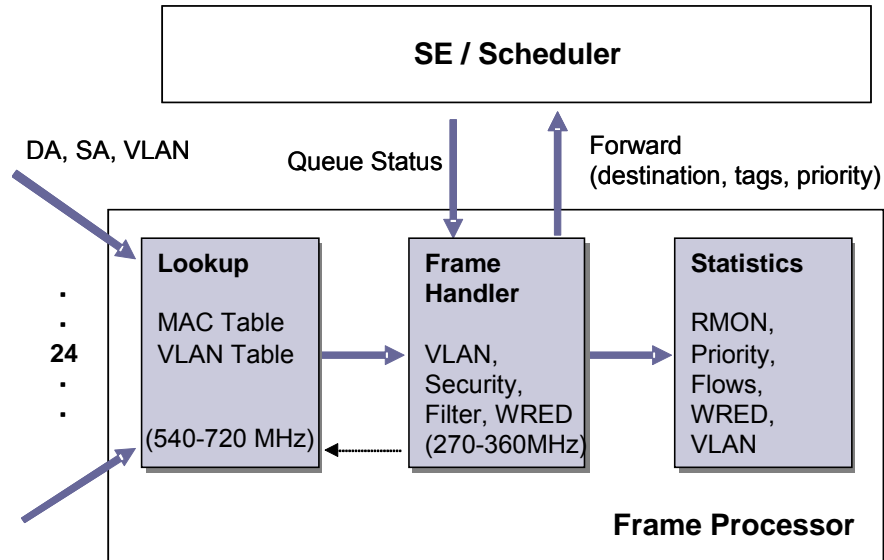 SE / Scheduler
DA, SA, VLAN
Queue Status
Forward
(destination, tags, priority)
.
.
24
.
.
Lookup
MAC Table
VLAN Table
(540-720 MHz)
Frame
Handler
VLAN,
Security,
Filter, WRED
(270-360MHz)
Statistics
RMON,
Priority,
Flows,
WRED,
VLAN
Frame Processor